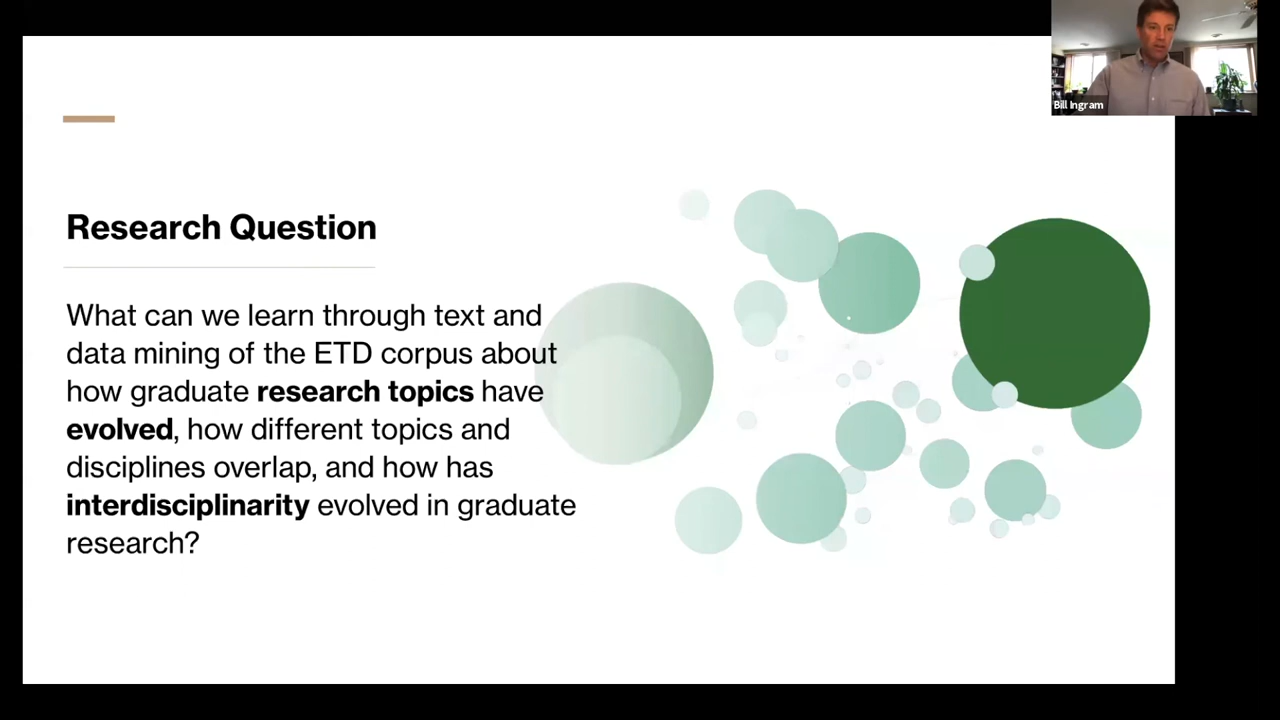 Bill Ingram
Research Question
What can we learn through text and
data mining of the ETD corpus about
how graduate research topics have
evolved, how different topics and
disciplines overlap, and how has
interdisciplinarity evolved in graduate
research?